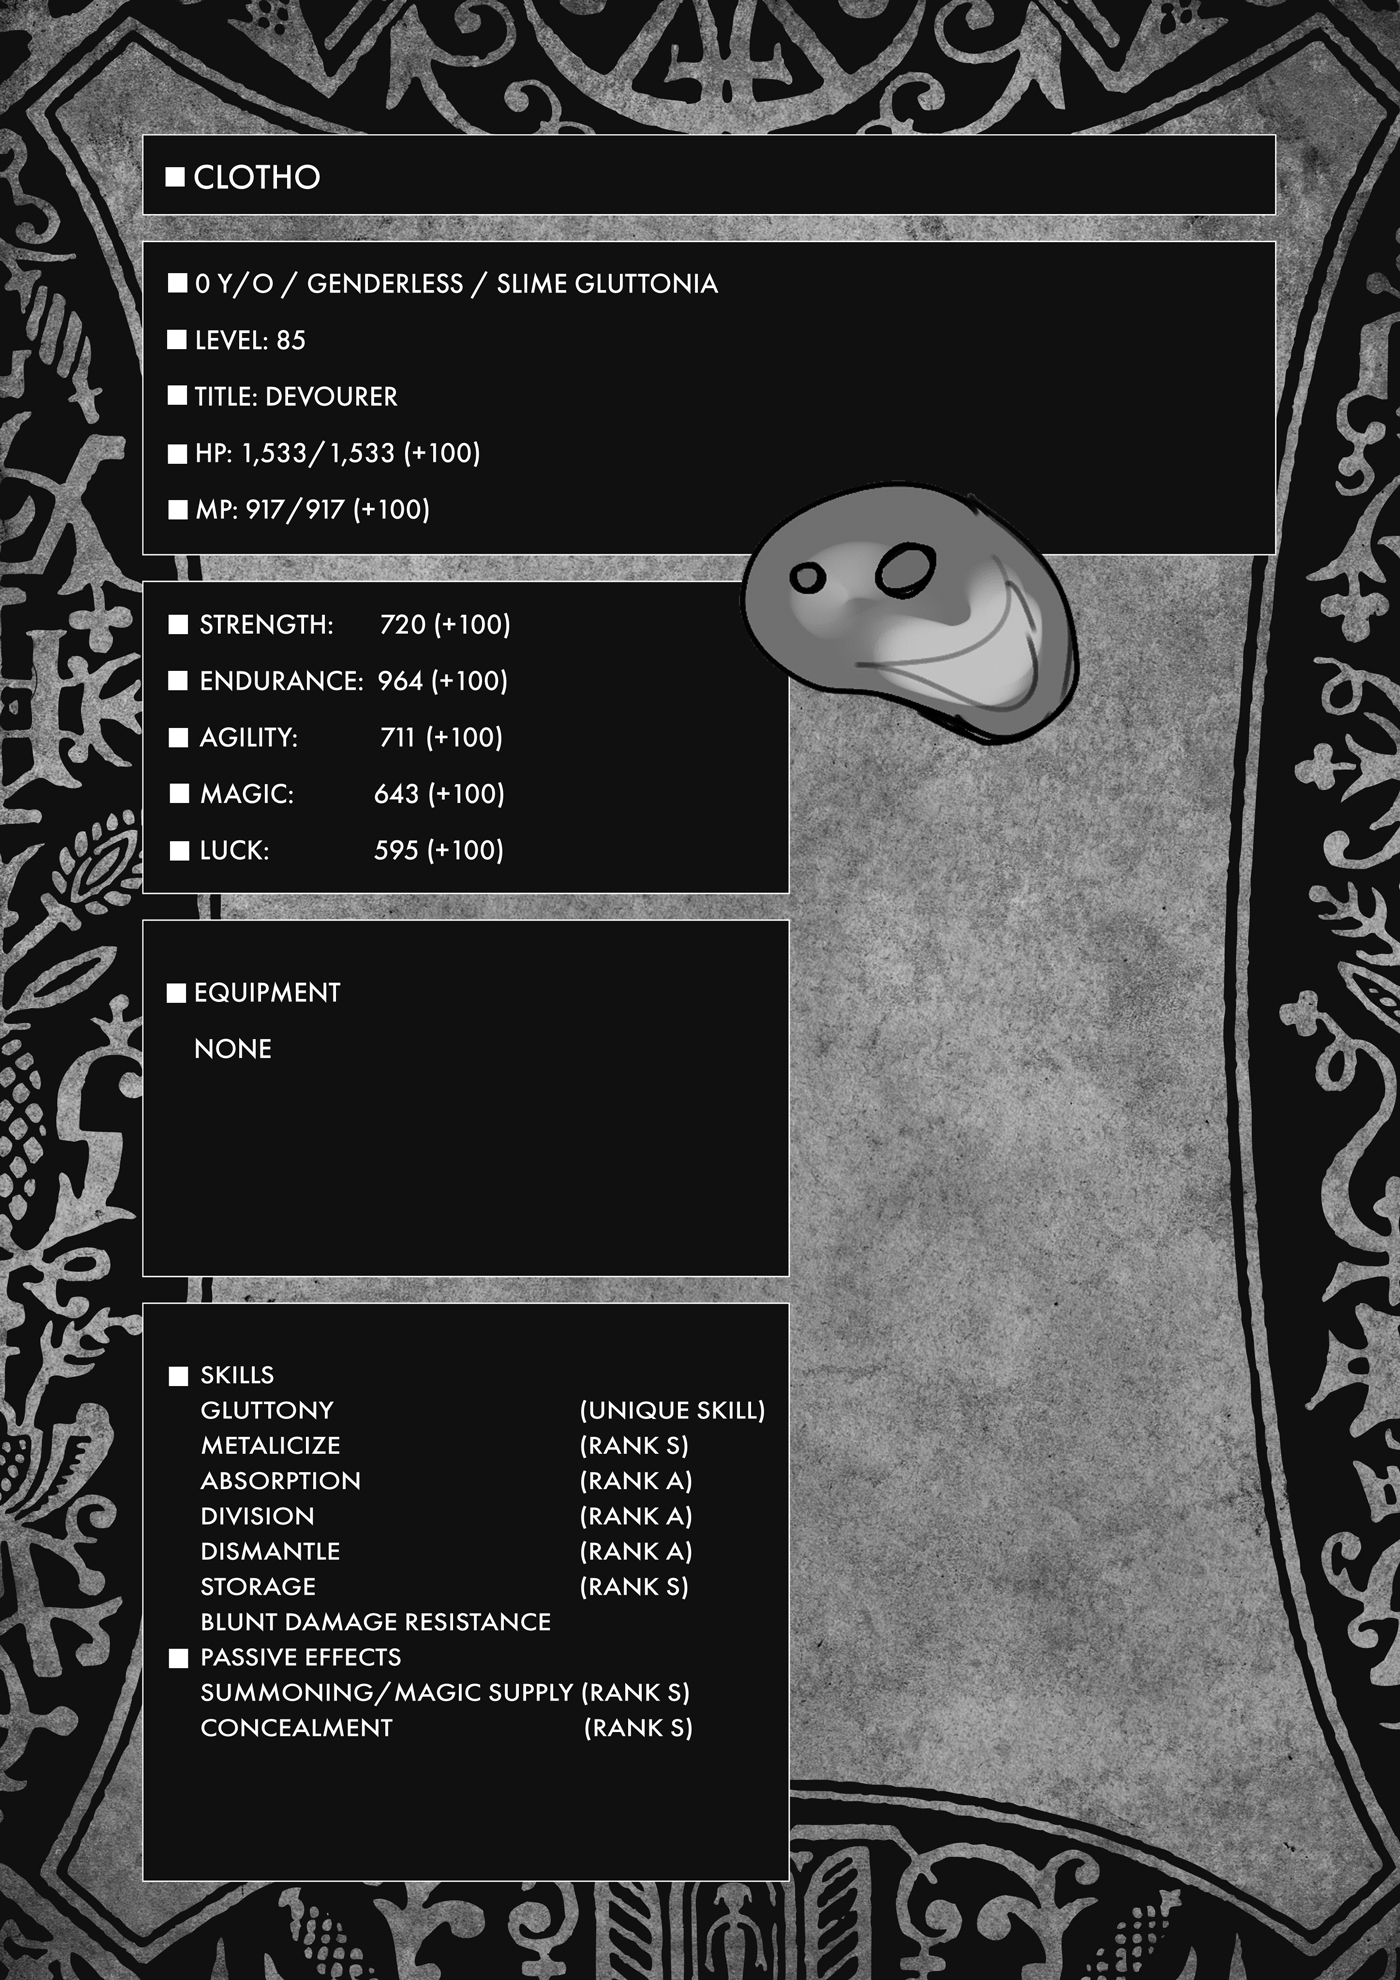 ■ CLOTHO
■ 0 Y/O / GENDERLESS / SLIME GLUTTONIA
■ LEVEL: 85
■ TITLE: DEVOURER
■ HP: 1,533/1,533 (+100)
■ MP: 917/917 (+100)
■ STRENGTH: 720 (+100)
■ ENDURANCE: 964 (+100)
■ AGILITY: 711 (+100)
■ MAGIC: 643 (+100)
■ LUCK: 595 (+100)
■ EQUIPMENT
NONE
■ SKILLS
GLUTTONY (UNIQUE SKILL)
METALICIZE (RANK S)
ABSORPTION (RANK A)
DIVISION (RANK A)
DISMANTLE (RANK A)
STORAGE (RANK S)
BLUNT DAMAGE RESISTANCE
■ PASSIVE EFFECTS
SUMMONING/MAGIC SUPPLY (RANK S)
CONCEALMENT (RANK S)